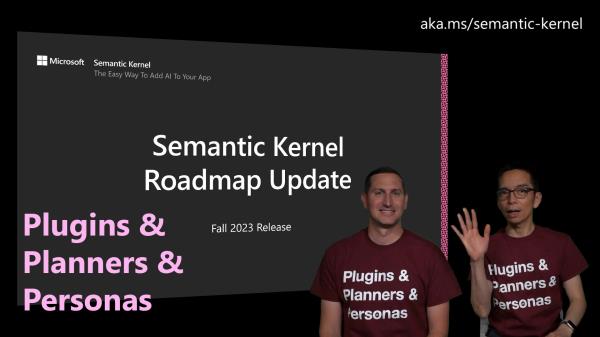 aka.ms/semantic-kernel
Microsoft
Semantic Kernel
The Easy Way To Add AI To Your App
Semantic Kernel
Roadmap Update
Fall 2023 Release
Plugins &
Planners &
Personas
Plugins &
Planners &
Personas
Hugins &
Planners &
Personas